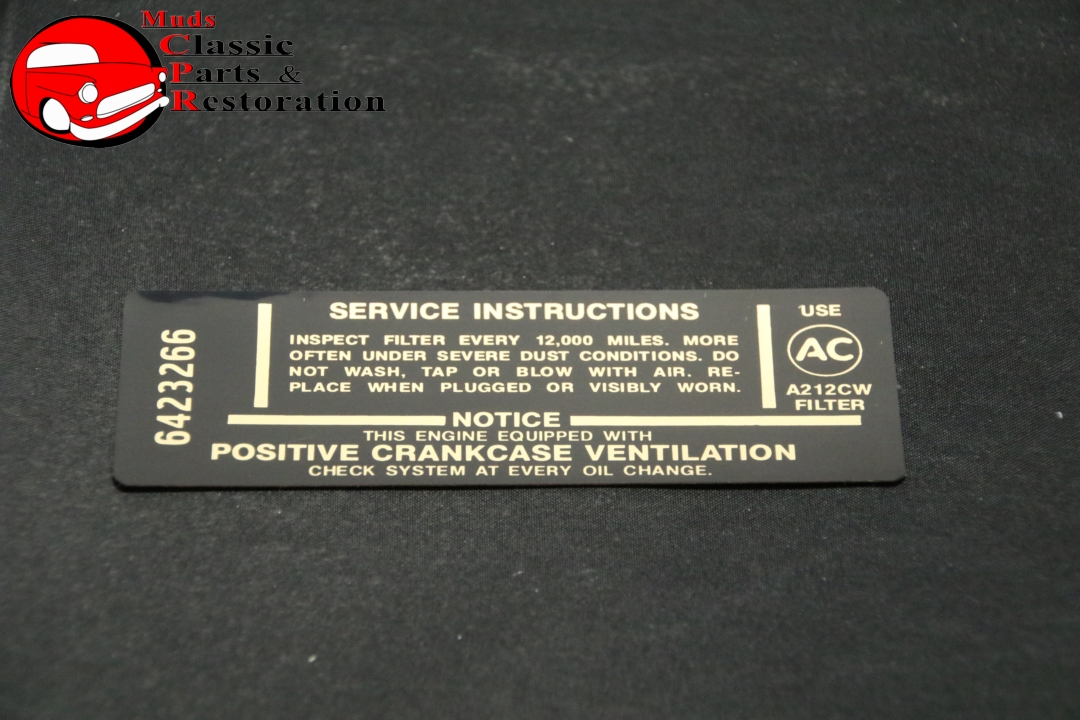 Muds
Classic
Parts &
Restoration
6423266
SERVICE INSTRUCTIONS
INSPECT FILTER EVERY 12,000 MILES. MORE
OFTEN UNDER SEVERE DUST CONDITIONS. DO
NOT WASH, TAP OR BLOW WITH AIR. RE-
PLACE WHEN PLUGGED OR VISIBLY WORN.
USE
AC
A212CW
FILTER
NOTICE
THIS ENGINE EQUIPPED WITH
POSITIVE CRANKCASE VENTILATION
CHECK SYSTEM AT EVERY OIL CHANGE.